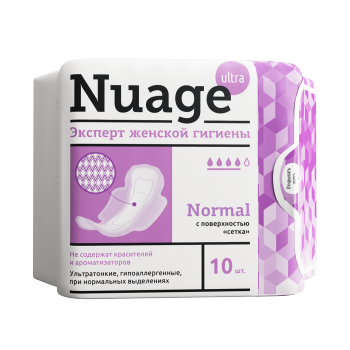 ultra
Nuage
Эксперт женской гигиены
Normal
с поверхностью
«сетка»
Не содержат красителей
и ароматизаторов
Ультратонкие, гипоаллергенные,
при нормальных выделениях
10 шт.